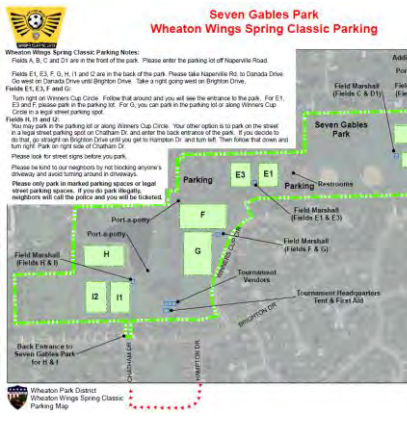 Seven Gables Park
Wheaton Wings Spring Classic Parking
Wheaton Wings Spring Classic Parking Notes:
Fields A, B, C and D1 are in the front of the park. Please enter the parking lot off Naperville Road.
Fields E1, E3, F, G, H, I1 and I2 are in the back of the park. Please take Naperville Rd. to Danada Drive.
Go west on Danada Drive until Brighton Drive. Take a right going west on Brighton Drive.
Fields E1, E3, F and G:
Turn right on Winners Cup Circle. Follow that around and you will see the entrance to the park. For E1,
E3 and F, please park in the parking lot. For G, you can park in the parking lot or along Winners Cup
Circle in a legal street parking spot.
Fields H, I1 and I2:
You may park in the parking lot or along Winners Cup Circle. Your other option is to park on the street
in a legal street parking spot on Chatham Dr. and enter the back entrance of the park. If you decide to
do that, go straight on Brighton Drive until you get to Hampton Dr. and turn left. Then follow that down and
turn right. Park on right side of Chatham Dr.
Please look for street signs before you park.
Please be kind to our neighbors by not blocking anyone's
driveway and avoid turning around in driveways.
Please only park in marked parking spaces or legal
street parking spaces. If you do park illegally,
neighbors will call the police and you will be ticketed.
Field Marshall
(Fields C & D1)
Seven Gables
Park
Parking
E3
E1
Parking
Restrooms
Port-a-potty
F
Field Marshall
(Fields E1 & E3)
Port-a-potty
G
Field Marshall
(Fields F & G)
Field Marshall
(Fields H & I)
H
WINNERS CUP CIR
Tournament
Vendors
I2
I1
Tournament Headquarters
Tent & First Aid
BRIGHTON DR
Back Entrance to
Seven Gables Park
for H & I
CHATHAM DR
HAMPTON DR
Wheaton Park District
Wheaton Wings Spring Classic
Parking Map